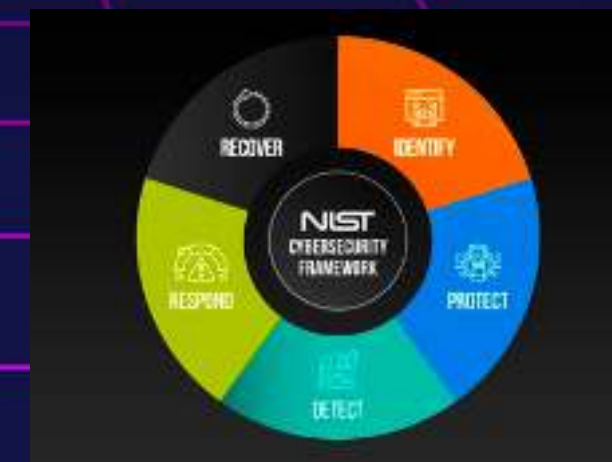 RECOVER
IDENTIFY
NIST
CYBERSECURITY
FRAMEWORK
RESPOND
PROTECT
DETECT